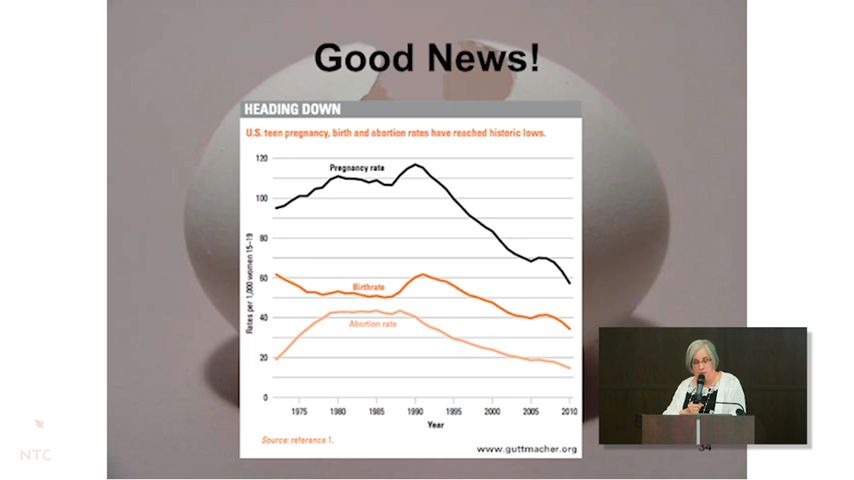 Good News!
HEADING DOWN
U.S. teen pregnancy, birth and abortion rates have reached historic lows.
120
100
80
60
40
20
0
Rates per 1,000 women 15–19
Pregnancy rate
Birthrate
Abortion rate
1975 1980 1985 1990 1995 2000 2005 2010
Year
Source: reference 1.
www.guttmacher.org
34
NTC